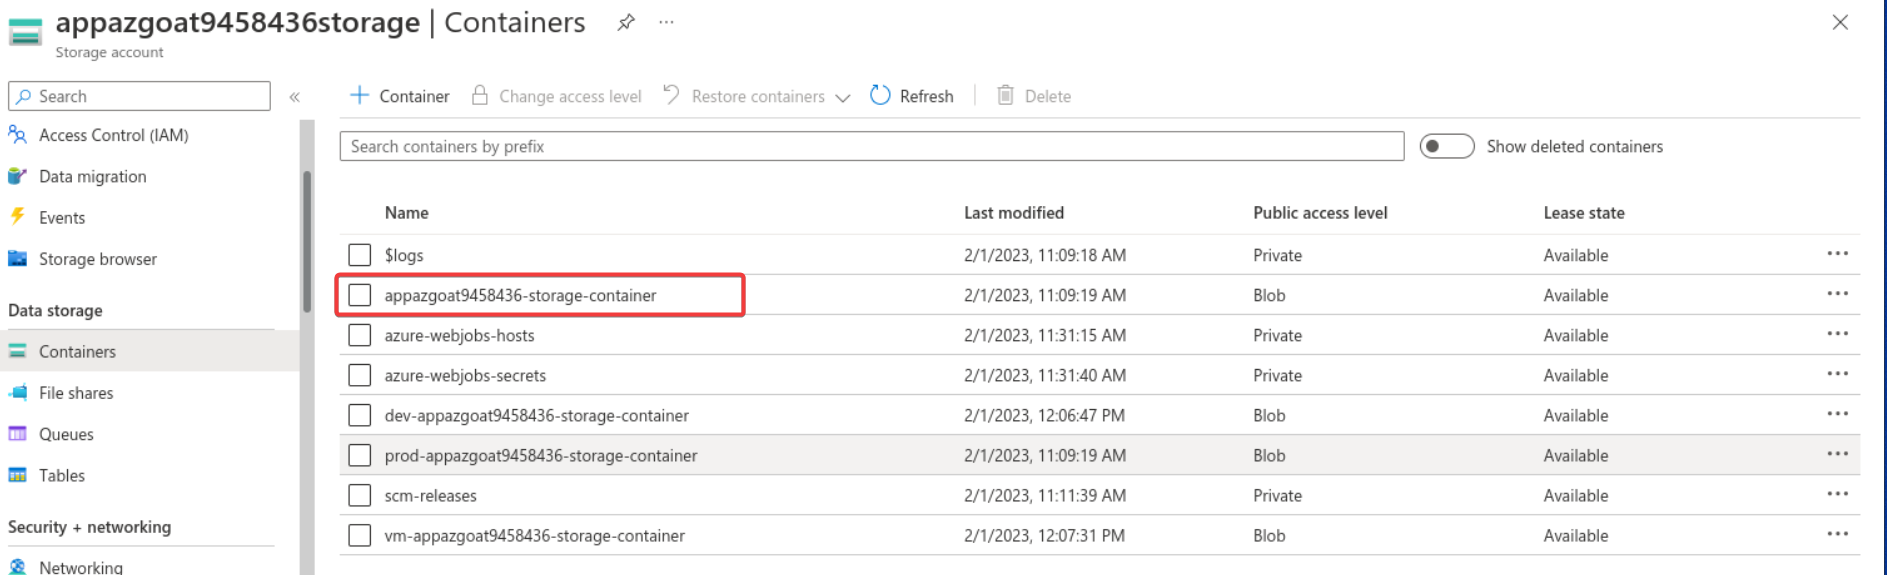 appazgoat9458436storage | Containers
Storage account
Search
Container Change access level Restore containers Refresh Delete
Access Control (IAM)
Search containers by prefix Show deleted containers
Data migration
Events
Storage browser
Data storage
Containers
File shares
Queues
Tables
Security + networking
Networking
Name Last modified Public access level Lease state
$logs 2/1/2023, 11:09:18 AM Private Available
appazgoat9458436-storage-container 2/1/2023, 11:09:19 AM Blob Available
azure-webjobs-hosts 2/1/2023, 11:31:15 AM Private Available
azure-webjobs-secrets 2/1/2023, 11:31:40 AM Private Available
dev-appazgoat9458436-storage-container 2/1/2023, 12:06:47 PM Blob Available
prod-appazgoat9458436-storage-container 2/1/2023, 11:09:19 AM Blob Available
scm-releases 2/1/2023, 11:11:39 AM Private Available
vm-appazgoat9458436-storage-container 2/1/2023, 12:07:31 PM Blob Available